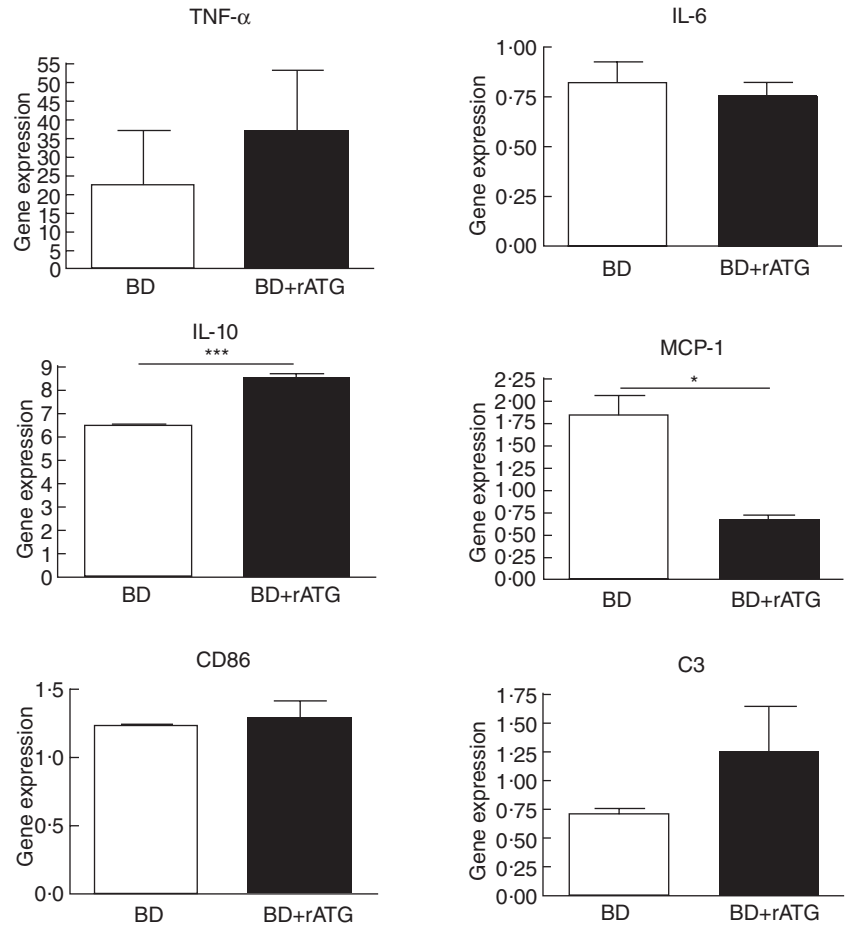 TNF-α
Gene expression
55
50
45
40
35
30
25
20
15
10
5
0
BD
BD+rATG
IL-6
Gene expression
1·00
0·75
0·50
0·25
0·00
BD
BD+rATG
IL-10
***
Gene expression
9
8
7
6
5
4
3
2
1
0
BD
BD+rATG
MCP-1
*
Gene expression
2·25
2·00
1·75
1·50
1·25
1·00
0·75
0·50
0·25
0·00
BD
BD+rATG
CD86
Gene expression
1·5
1·0
0·5
0·0
BD
BD+rATG
C3
Gene expression
1·75
1·50
1·25
1·00
0·75
0·50
0·25
0·00
BD
BD+rATG